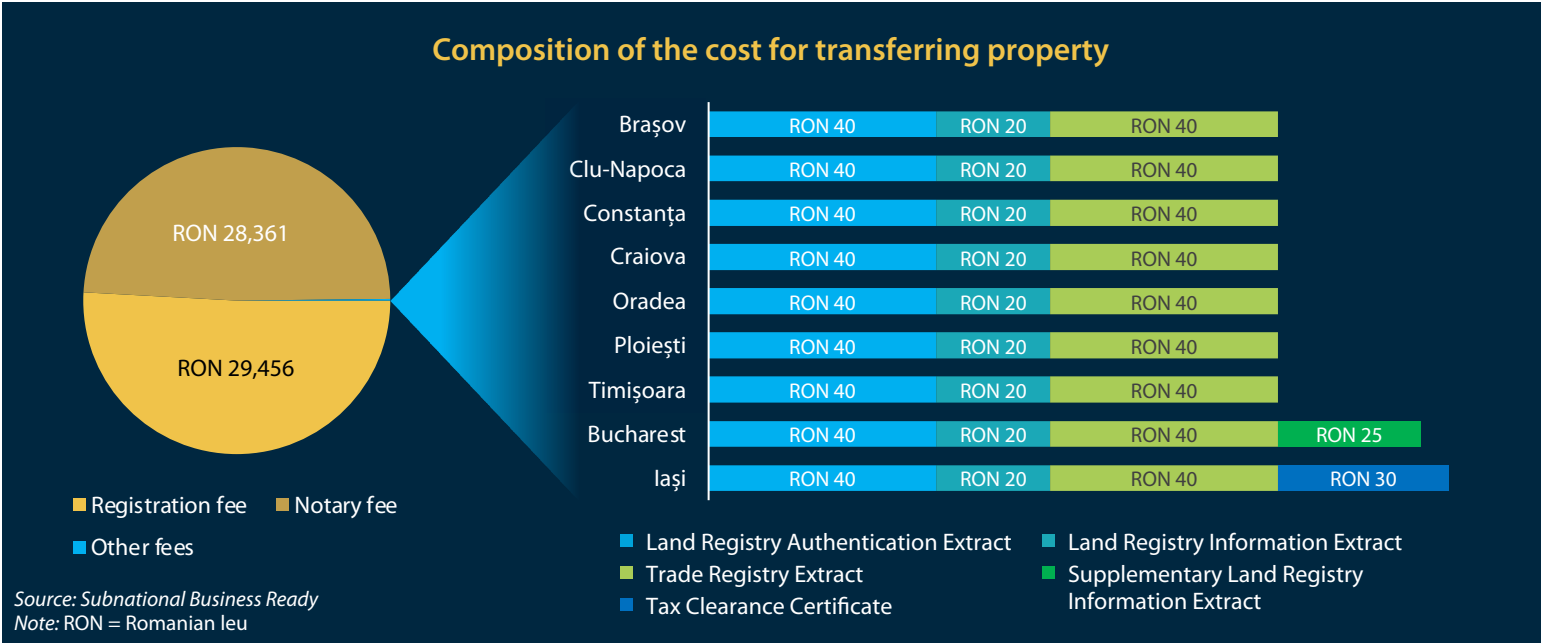 Composition of the cost for transferring property
RON 28,361
RON 29,456
Registration fee Notary fee
Other fees
Source: Subnational Business Ready
Note: RON = Romanian leu
Brașov RON 40 RON 20 RON 40
Clu-Napoca RON 40 RON 20 RON 40
Constanța RON 40 RON 20 RON 40
Craiova RON 40 RON 20 RON 40
Oradea RON 40 RON 20 RON 40
Ploiești RON 40 RON 20 RON 40
Timișoara RON 40 RON 20 RON 40
Bucharest RON 40 RON 20 RON 40 RON 25
Iași RON 40 RON 20 RON 40 RON 30
Land Registry Authentication Extract Land Registry Information Extract
Trade Registry Extract Supplementary Land Registry
Tax Clearance Certificate Information Extract